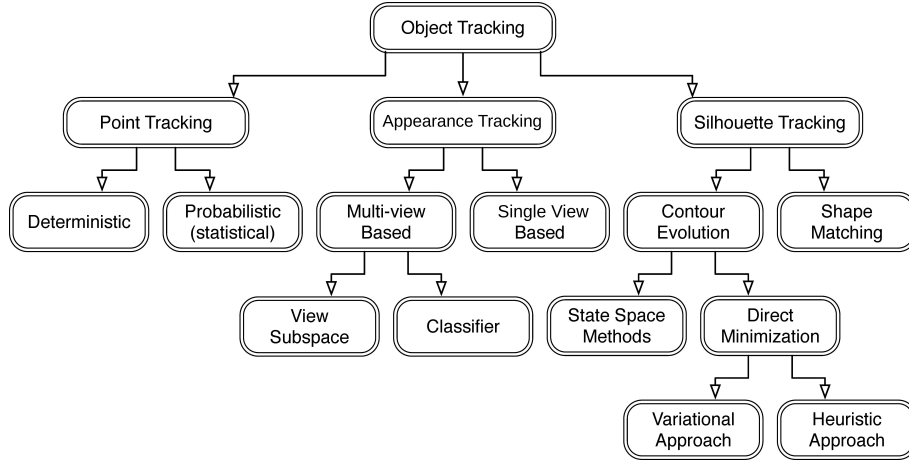 Object Tracking
Point Tracking
Appearance Tracking
Silhouette Tracking
Deterministic
Probabilistic
(statistical)
Multi-view
Based
Single View
Based
Contour
Evolution
Shape
Matching
View
Subspace
Classifier
State Space
Methods
Direct
Minimization
Variational
Approach
Heuristic
Approach